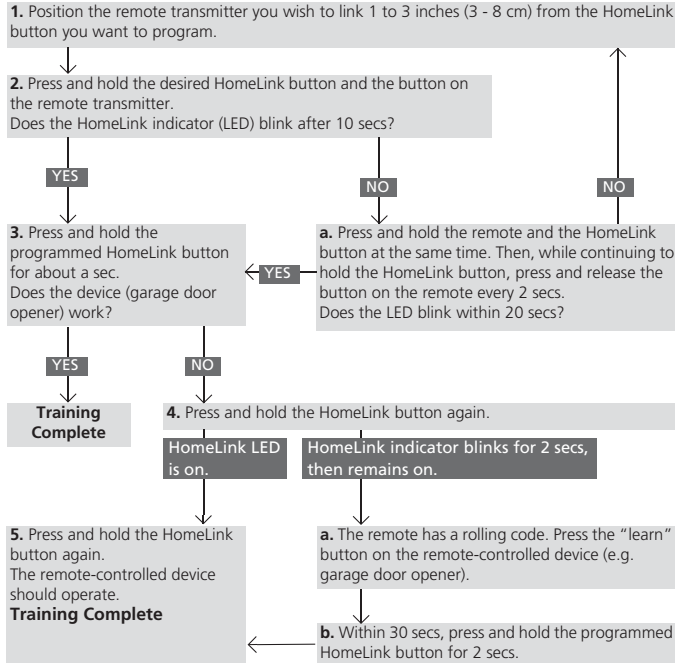 1. Position the remote transmitter you wish to link 1 to 3 inches (3 - 8 cm) from the HomeLink
button you want to program.
2. Press and hold the desired HomeLink button and the button on
the remote transmitter.
Does the HomeLink indicator (LED) blink after 10 secs?
YES
NO
NO
3. Press and hold the
programmed HomeLink button
for about a sec.
Does the device (garage door
opener) work?
YES
a. Press and hold the remote and the HomeLink
button at the same time. Then, while continuing to
hold the HomeLink button, press and release the
button on the remote every 2 secs.
Does the LED blink within 20 secs?
YES
NO
Training
Complete
4. Press and hold the HomeLink button again.
HomeLink LED
is on.
HomeLink indicator blinks for 2 secs,
then remains on.
5. Press and hold the HomeLink
button again.
The remote-controlled device
should operate.
Training Complete
a. The remote has a rolling code. Press the “learn”
button on the remote-controlled device (e.g.
garage door opener).
b. Within 30 secs, press and hold the programmed
HomeLink button for 2 secs.